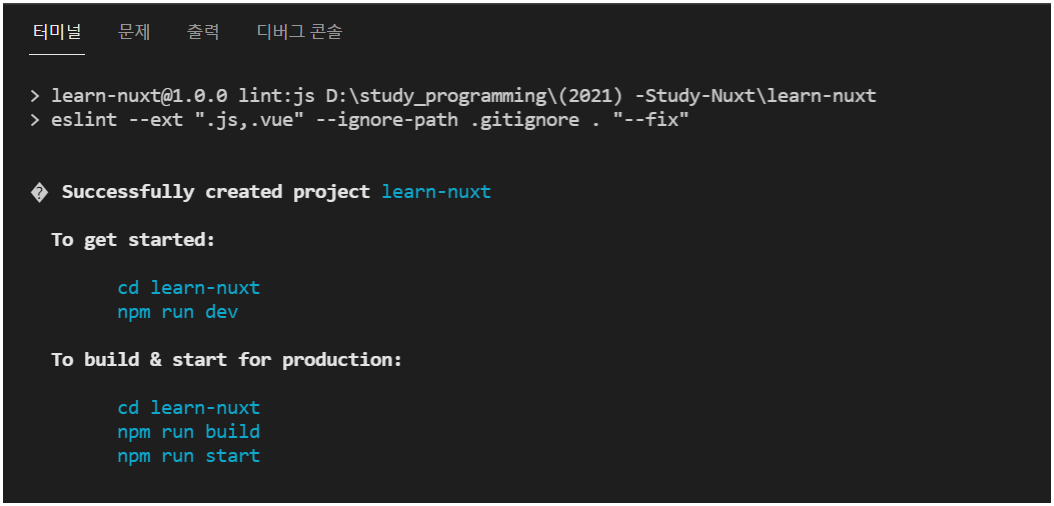 터미널 문제 출력 디버그 콘솔
> learn-nuxt@1.0.0 lint:js D:\study_programming\(2021) -Study-Nuxt\learn-nuxt
> eslint --ext ".js,.vue" --ignore-path .gitignore . "--fix"
� Successfully created project learn-nuxt
To get started:
cd learn-nuxt
npm run dev
To build & start for production:
cd learn-nuxt
npm run build
npm run start